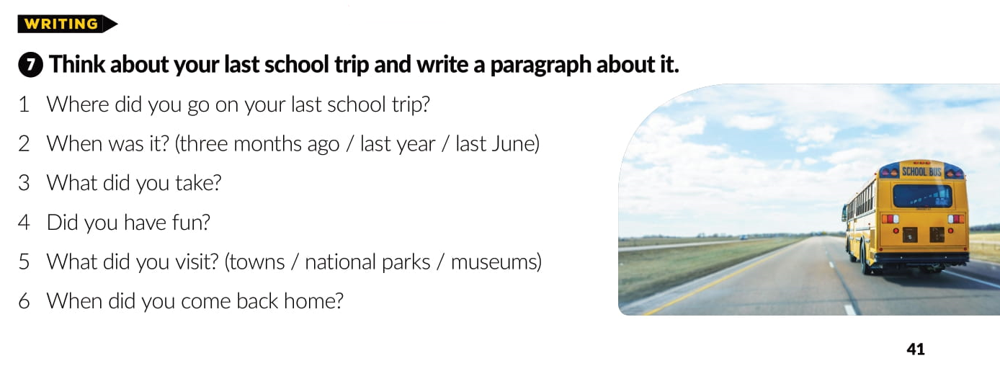 WRITING
7 Think about your last school trip and write a paragraph about it.
1 Where did you go on your last school trip?
2 When was it? (three months ago / last year / last June)
3 What did you take?
4 Did you have fun?
5 What did you visit? (towns / national parks / museums)
6 When did you come back home?
SCHOOL BUS
41